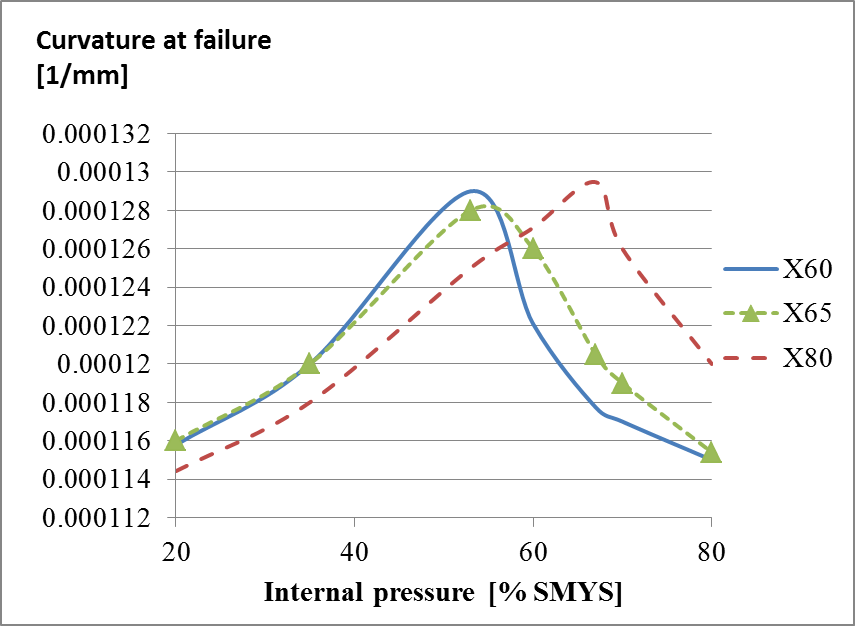 Curvature at failure
[1/mm]
0.000132
0.00013
0.000128
0.000126
0.000124
0.000122
0.00012
0.000118
0.000116
0.000114
0.000112
20 40 60 80
Internal pressure [% SMYS]
X60
X65
X80